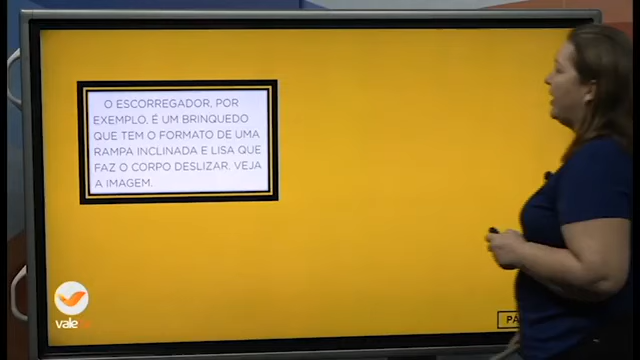 O ESCORREGADOR, POR
EXEMPLO, É UM BRINQUEDO
QUE TEM O FORMATO DE UMA
RAMPA INCLINADA E LISA QUE
FAZ O CORPO DESLIZAR. VEJA
A IMAGEM.
vale